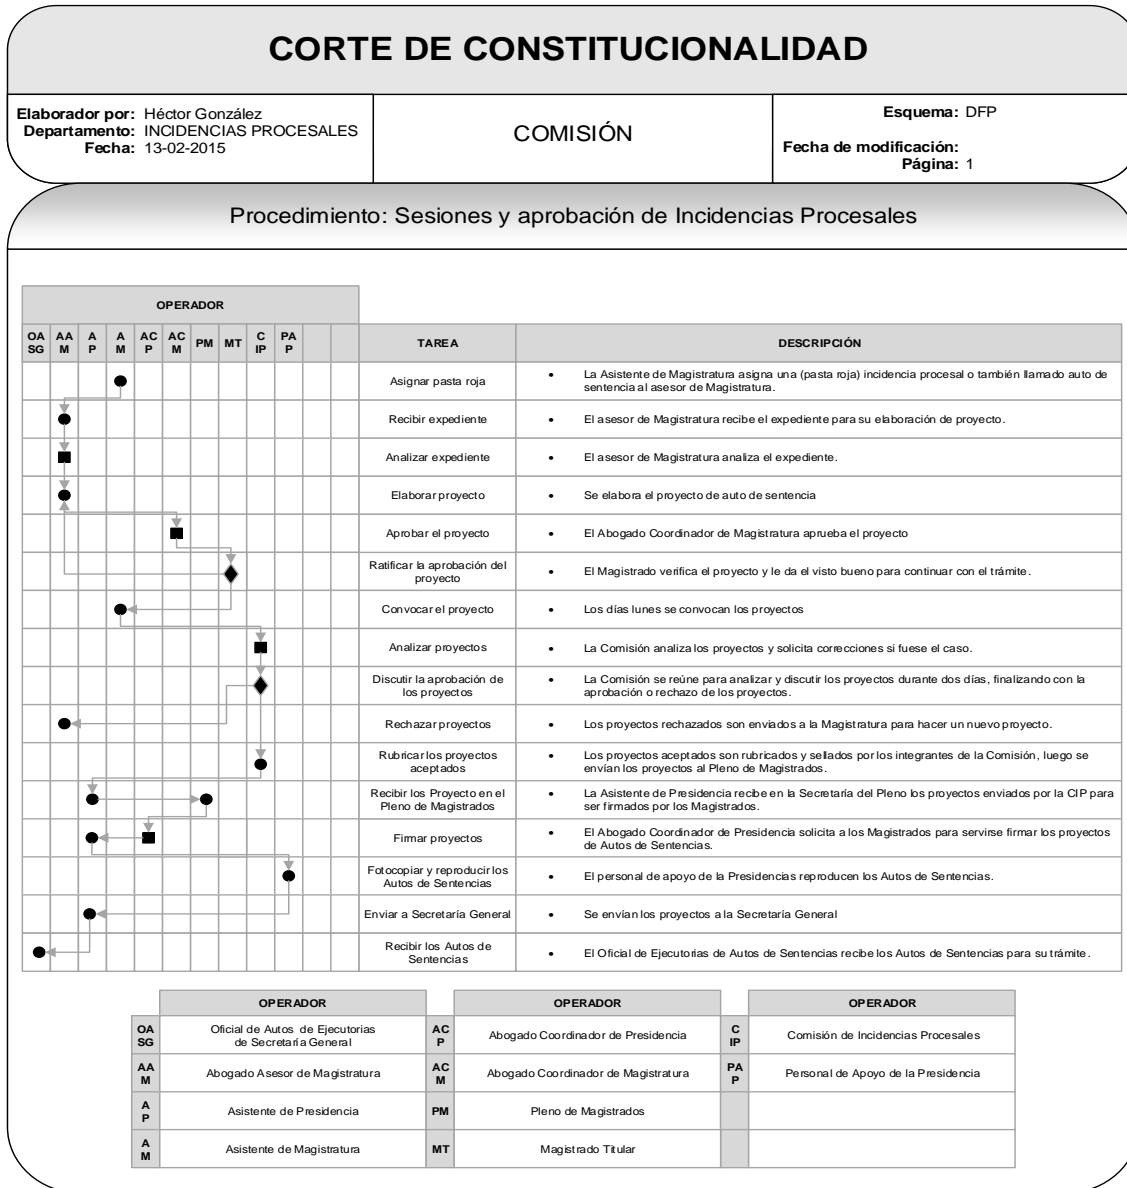 CORTE DE CONSTITUCIONALIDAD
Elaborador por: Héctor González
Departamento: INCIDENCIAS PROCESALES
Fecha: 13-02-2015
COMISIÓN
Esquema: DFP
Fecha de modificación:
Página: 1
Procedimiento: Sesiones y aprobación de Incidencias Procesales
OPERADOR
OA SG AA M A P A M AC P AC M PM MT C IP PA P TAREA DESCRIPCIÓN
Asignar pasta roja
• La Asistente de Magistratura asigna una (pasta roja) incidencia procesal o también llamado auto de
sentencia al asesor de Magistratura.
Recibir expediente
• El asesor de Magistratura recibe el expediente para su elaboración de proyecto.
Analizar expediente
• El asesor de Magistratura analiza el expediente.
Elaborar proyecto
• Se elabora el proyecto de auto de sentencia
Aprobar el proyecto
• El Abogado Coordinador de Magistratura aprueba el proyecto
Ratificar la aprobación del
proyecto
• El Magistrado verifica el proyecto y le da el visto bueno para continuar con el trámite.
Convocar el proyecto
• Los días lunes se convocan los proyectos
Analizar proyectos
• La Comisión analiza los proyectos y solicita correcciones si fuese el caso.
Discutir la aprobación de
los proyectos
• La Comisión se reúne para analizar y discutir los proyectos durante dos días, finalizando con la
aprobación o rechazo de los proyectos.
Rechazar proyectos
• Los proyectos rechazados son enviados a la Magistratura para hacer un nuevo proyecto.
Rubricar los proyectos
aceptados
• Los proyectos aceptados son rubricados y sellados por los integrantes de la Comisión, luego se
envían los proyectos al Pleno de Magistrados.
Recibir los Proyecto en el
Pleno de Magistrados
• La Asistente de Presidencia recibe en la Secretaría del Pleno los proyectos enviados por la CIP para
ser firmados por los Magistrados.
Firmar proyectos
• El Abogado Coordinador de Presidencia solicita a los Magistrados para servirse firmar los proyectos
de Autos de Sentencias.
Fotocopiar y reproducir los
Autos de Sentencias
• El personal de apoyo de la Presidencias reproducen los Autos de Sentencias.
Enviar a Secretaría General
• Se envían los proyectos a la Secretaría General
Recibir los Autos de
Sentencias
• El Oficial de Ejecutorias de Autos de Sentencias recibe los Autos de Sentencias para su trámite.
OPERADOR OPERADOR OPERADOR
OA SG
Oficial de Autos de Ejecutorias
de Secretaría General
AC P
Abogado Coordinador de Presidencia
C IP
Comisión de Incidencias Procesales
AA M
Abogado Asesor de Magistratura
AC M
Abogado Coordinador de Magistratura
PA P
Personal de Apoyo de la Presidencia
A P
Asistente de Presidencia
PM
Pleno de Magistrados
A M
Asistente de Magistratura
MT
Magistrado Titular